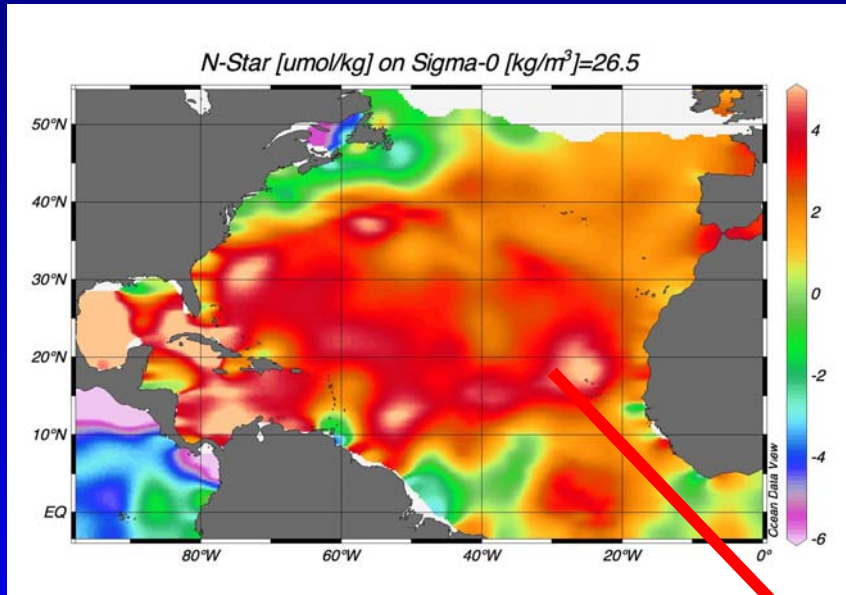 N-Star [umol/kg] on Sigma-0 [kg/m³]=26.5
50°N
40°N
30°N
20°N
10°N
EQ
80°W
60°W
40°W
20°W
0°
4
2
0
-2
-4
-6
Ocean Data View